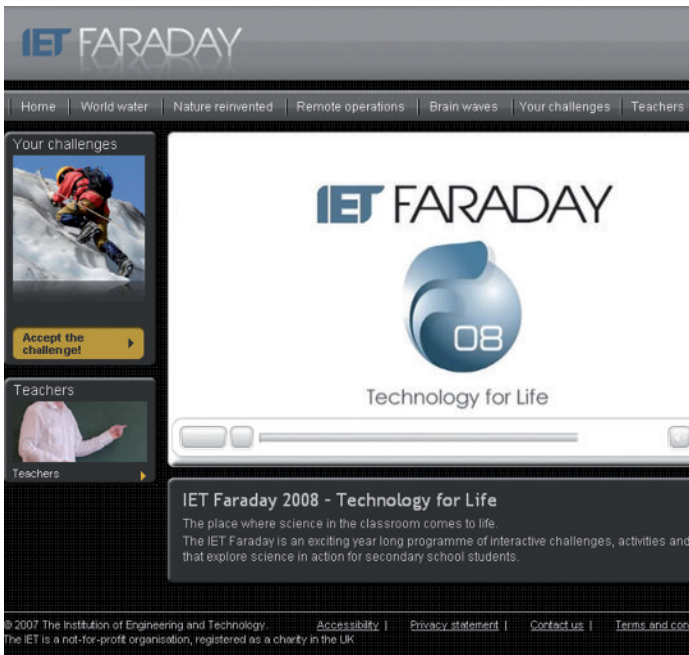 IET FARADAY
Home | World water | Nature reinvented | Remote operations | Brain waves | Your challenges | Teachers
Your challenges
Accept the
challenge!
Teachers
Teachers
IET FARADAY
08
Technology for Life
IET Faraday 2008 - Technology for Life
The place where science in the classroom comes to life.
The IET Faraday is an exciting year long programme of interactive challenges, activities and
that explore science in action for secondary school students.
© 2007 The Institution of Engineering and Technology. Accessibility | Privacy statement | Contact us | Terms and con
The IET is a not-for-profit organisation, registered as a charity in the UK